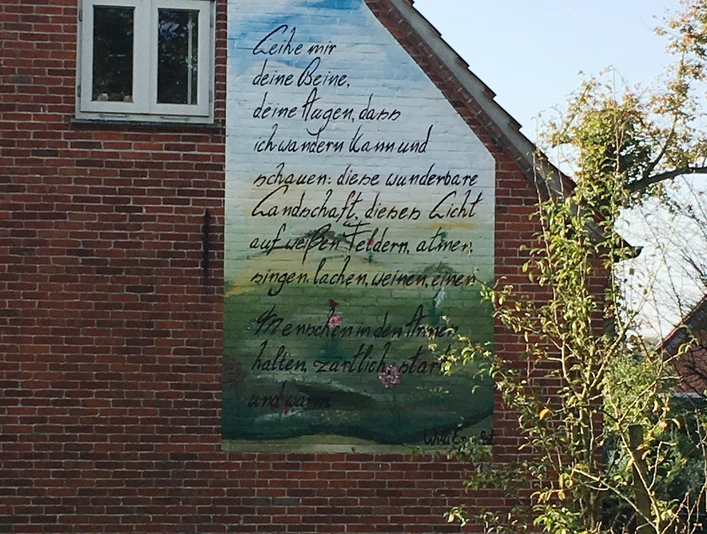 Leihe mir
deine Beine,
deine Augen, dass
ich wandern kann und
schauen: diese wunderbare
Landschaft, dieses Licht
auf weißen Feldern, atmen,
singen, lachen, weinen, einen
Menschen in den Armen
halten, zärtlich, stark
und warm